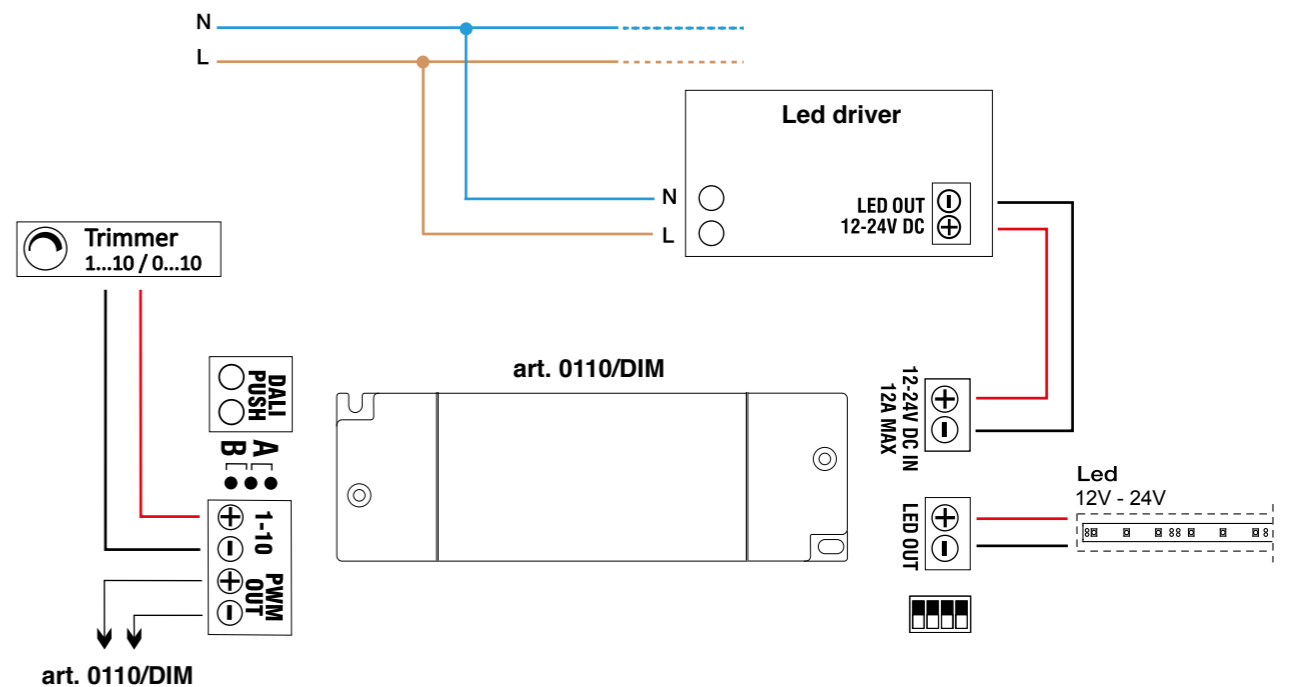 N
L
Led driver
N
L
LED OUT
12-24V DC
Trimmer
1...10 / 0...10
art. 0110/DIM
DALI
PUSH
A
B
1-10
PWM
OUT
art. 0110/DIM
12-24V DC IN
12A MAX
LED OUT
Led
12V - 24V